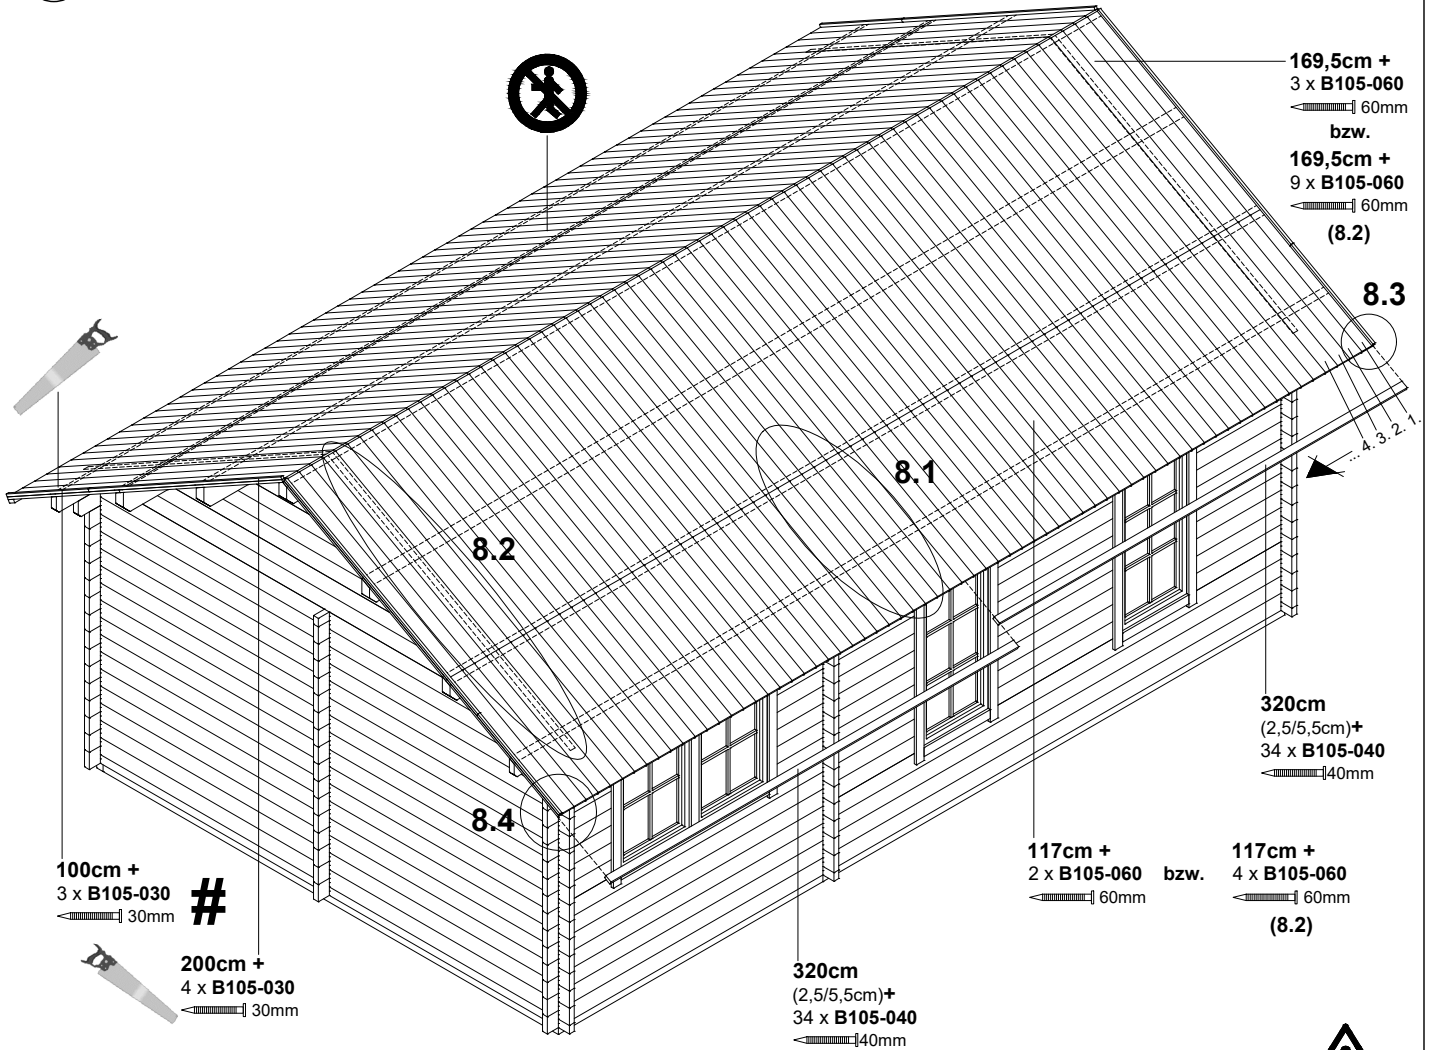 169,5cm +
3 x B105-060
60mm
bzw.
169,5cm +
9 x B105-060
60mm
(8.2)
8.3
... 4. 3. 2. 1.
8.1
8.2
8.4
320cm
(2,5/5,5cm)+
34 x B105-040
40mm
117cm +
2 x B105-060 bzw.
60mm
117cm +
4 x B105-060
60mm
(8.2)
100cm +
3 x B105-030
30mm
#
200cm +
4 x B105-030
30mm
320cm
(2,5/5,5cm)+
34 x B105-040
40mm